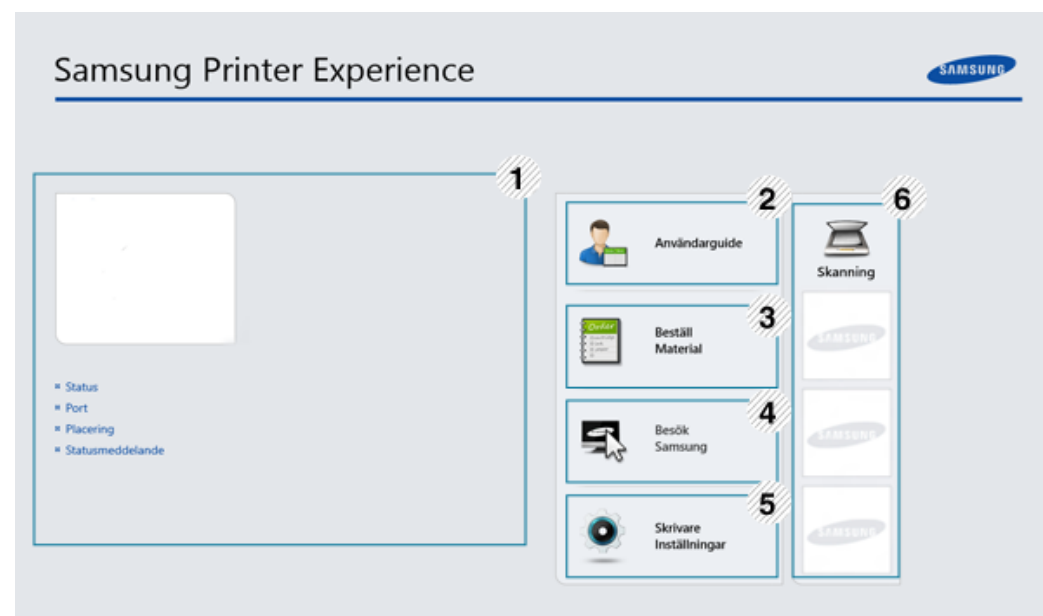 Samsung Printer Experience
SAMSUNG
1
Status
Port
Placering
Statusmeddelande
2
Användarguide
3
Order
Beställ
Material
4
Besök
Samsung
5
Skrivare
Inställningar
6
Skanning
SAMSUNG
SAMSUNG
SAMSUNG